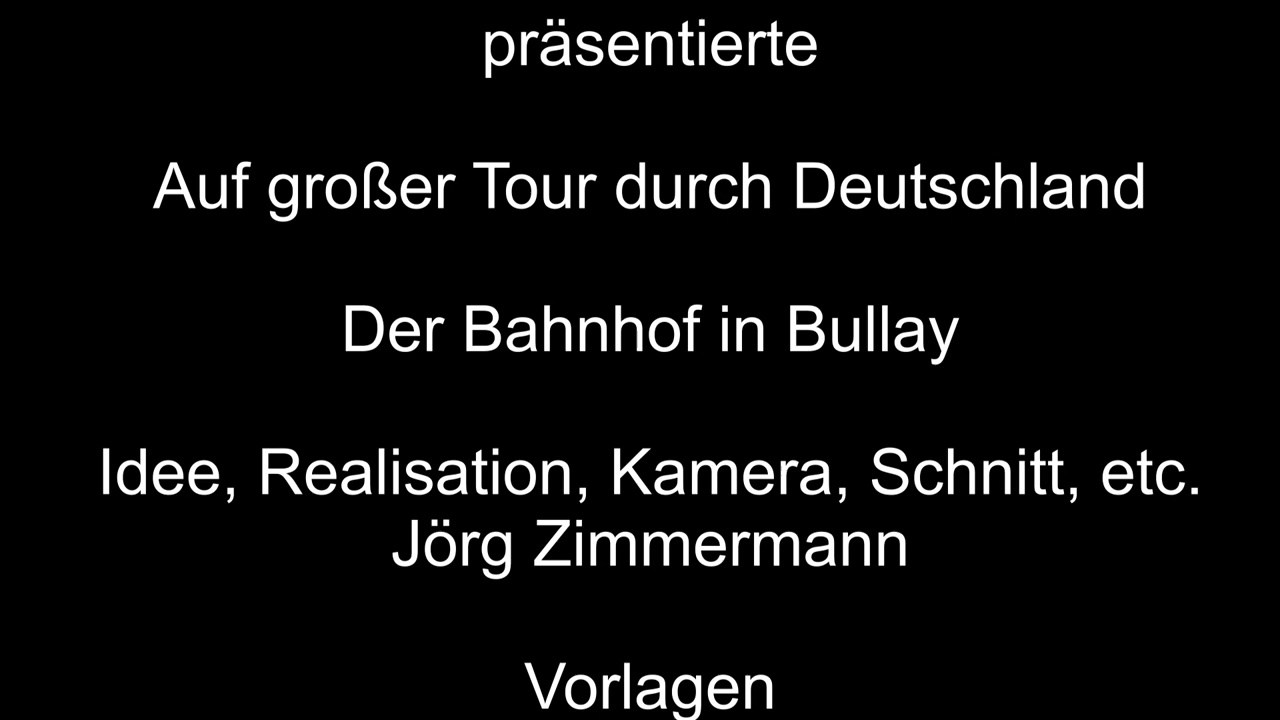 präsentierte
Auf großer Tour durch Deutschland
Der Bahnhof in Bullay
Idee, Realisation, Kamera, Schnitt, etc.
Jörg Zimmermann
Vorlagen